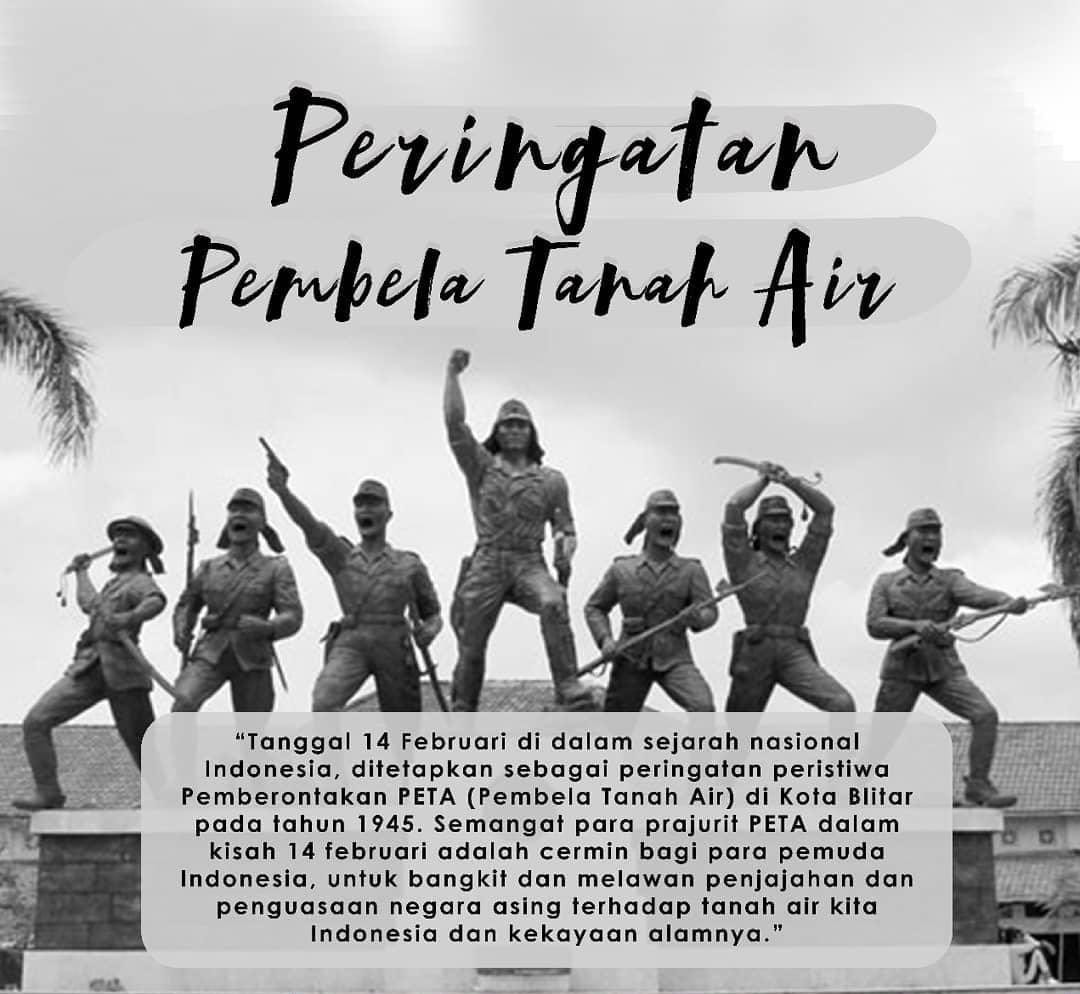 Peringatan
Pembela Tanah Air
“Tanggal 14 Februari di dalam sejarah nasional
Indonesia, ditetapkan sebagai peringatan peristiwa
Pemberontakan PETA (Pembela Tanah Air) di Kota Blitar
pada tahun 1945. Semangat para prajurit PETA dalam
kisah 14 februari adalah cermin bagi para pemuda
Indonesia, untuk bangkit dan melawan penjajahan dan
penguasaan negara asing terhadap tanah air kita
Indonesia dan kekayaan alamnya.”